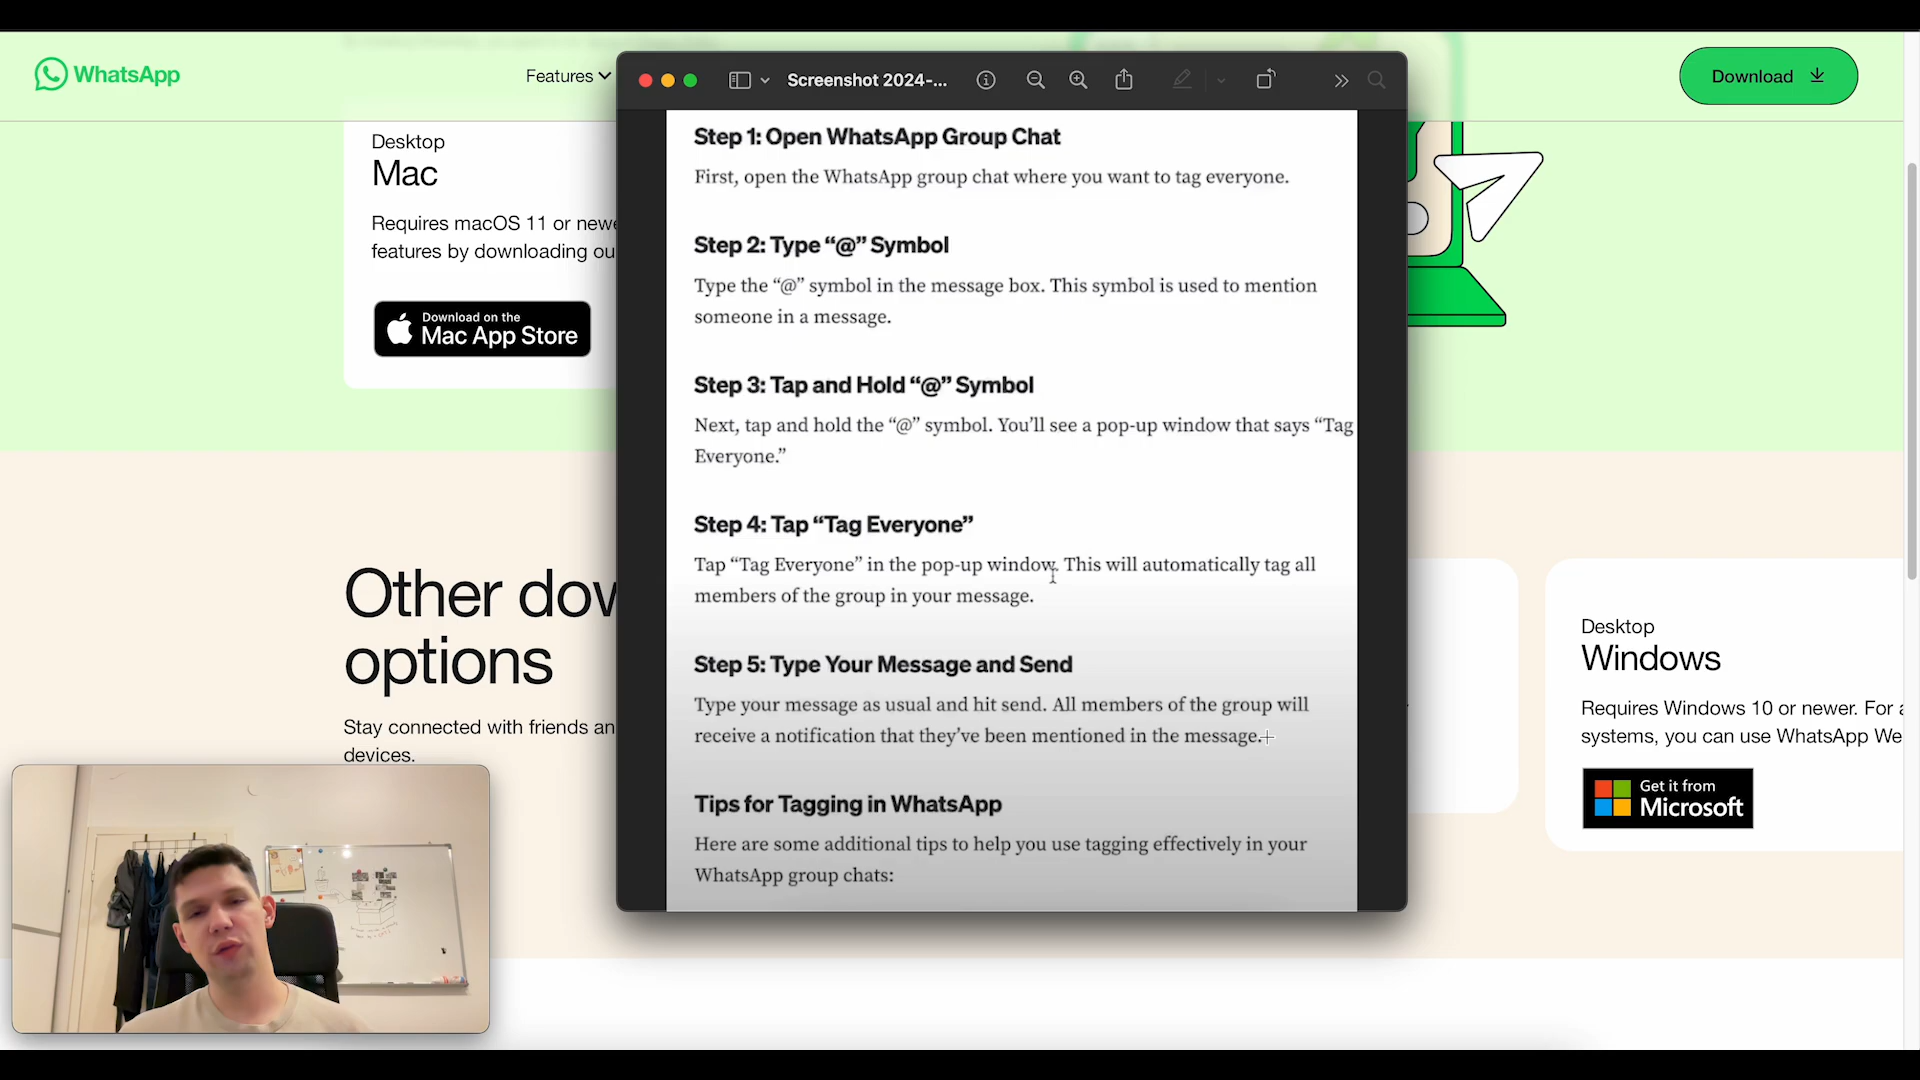 WhatsApp
Features
Screenshot 2024-...
Download
Desktop
Mac
Requires macOS 11 or newe
features by downloading ou
Download on the
Mac App Store
Step 1: Open WhatsApp Group Chat
First, open the WhatsApp group chat where you want to tag everyone.
Step 2: Type “@” Symbol
Type the “@” symbol in the message box. This symbol is used to mention
someone in a message.
Step 3: Tap and Hold “@” Symbol
Next, tap and hold the “@” symbol. You’ll see a pop-up window that says “Tag
Everyone.”
Step 4: Tap “Tag Everyone”
Tap “Tag Everyone” in the pop-up window. This will automatically tag all
members of the group in your message.
Step 5: Type Your Message and Send
Type your message as usual and hit send. All members of the group will
receive a notification that they’ve been mentioned in the message.
Tips for Tagging in WhatsApp
Here are some additional tips to help you use tagging effectively in your
WhatsApp group chats:
Other dow
options
Stay connected with friends an
devices.
Desktop
Windows
Requires Windows 10 or newer. For a
systems, you can use WhatsApp We
Get it from
Microsoft